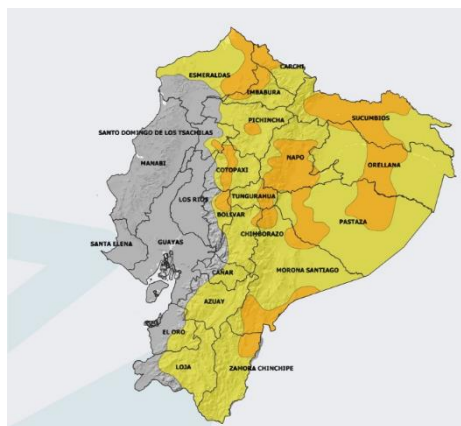 ESMERALDAS
CARCHI
IMBABURA
PICHINCHA
SUCUMBIOS
SANTO DOMINGO DE LOS TSACHILAS
MANABI
COTOPAXI
NAPO
ORELLANA
LOS RIOS
TUNGURAHUA
BOLIVAR
PASTAZA
CHIMBORAZO
SANTA ELENA
GUAYAS
MORONA SANTIAGO
CAÑAR
AZUAY
EL ORO
LOJA
ZAMORA CHINCHIPE